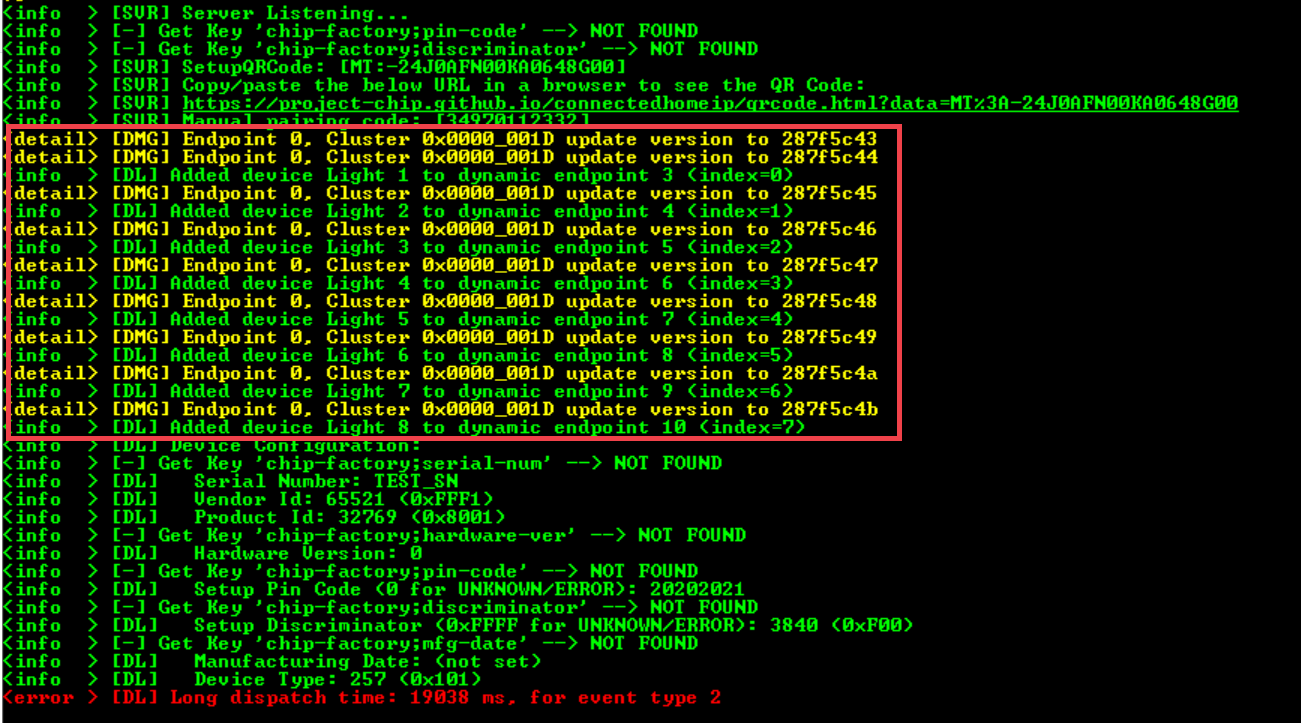 <info  > [SVR] Server Listening...
<info  > [-] Get Key 'chip-factory;pin-code' --> NOT FOUND
<info  > [-] Get Key 'chip-factory;discriminator' --> NOT FOUND
<info  > [SVR] SetupQRCode: [MT:-24J0AFN00KA0648G00]
<info  > [SVR] Copy/paste the below URL in a browser to see the QR Code:
<info  > [SVR] https://project-chip.github.io/connectedhomeip/qrcode.html?data=MT%3A-24J0AFN00KA0648G00
<info  > [SVR] Manual pairing code: [34970112332]
<detail> [DMG] Endpoint 0, Cluster 0x0000_001D update version to 287f5c43
<detail> [DMG] Endpoint 0, Cluster 0x0000_001D update version to 287f5c44
<info  > [DL] Added device Light 1 to dynamic endpoint 3 (index=0)
<detail> [DMG] Endpoint 0, Cluster 0x0000_001D update version to 287f5c45
<info  > [DL] Added device Light 2 to dynamic endpoint 4 (index=1)
<detail> [DMG] Endpoint 0, Cluster 0x0000_001D update version to 287f5c46
<info  > [DL] Added device Light 3 to dynamic endpoint 5 (index=2)
<detail> [DMG] Endpoint 0, Cluster 0x0000_001D update version to 287f5c47
<info  > [DL] Added device Light 4 to dynamic endpoint 6 (index=3)
<detail> [DMG] Endpoint 0, Cluster 0x0000_001D update version to 287f5c48
<info  > [DL] Added device Light 5 to dynamic endpoint 7 (index=4)
<detail> [DMG] Endpoint 0, Cluster 0x0000_001D update version to 287f5c49
<info  > [DL] Added device Light 6 to dynamic endpoint 8 (index=5)
<detail> [DMG] Endpoint 0, Cluster 0x0000_001D update version to 287f5c4a
<info  > [DL] Added device Light 7 to dynamic endpoint 9 (index=6)
<detail> [DMG] Endpoint 0, Cluster 0x0000_001D update version to 287f5c4b
<info  > [DL] Added device Light 8 to dynamic endpoint 10 (index=7)
<info  > [DL] Device Configuration:
<info  > [-] Get Key 'chip-factory;serial-num' --> NOT FOUND
<info  > [DL]   Serial Number: TEST_SN
<info  > [DL]   Vendor Id: 65521 (0xFFF1)
<info  > [DL]   Product Id: 32769 (0x8001)
<info  > [-] Get Key 'chip-factory;hardware-ver' --> NOT FOUND
<info  > [DL]   Hardware Version: 0
<info  > [-] Get Key 'chip-factory;pin-code' --> NOT FOUND
<info  > [DL]   Setup Pin Code (0 for UNKNOWN/ERROR): 20202021
<info  > [-] Get Key 'chip-factory;discriminator' --> NOT FOUND
<info  > [DL]   Setup Discriminator (0xFFFF for UNKNOWN/ERROR): 3840 (0xF00)
<info  > [-] Get Key 'chip-factory;mfg-date' --> NOT FOUND
<info  > [DL]   Manufacturing Date: (not set)
<info  > [DL]   Device Type: 257 (0x101)
<error > [DL] Long dispatch time: 19038 ms, for event type 2